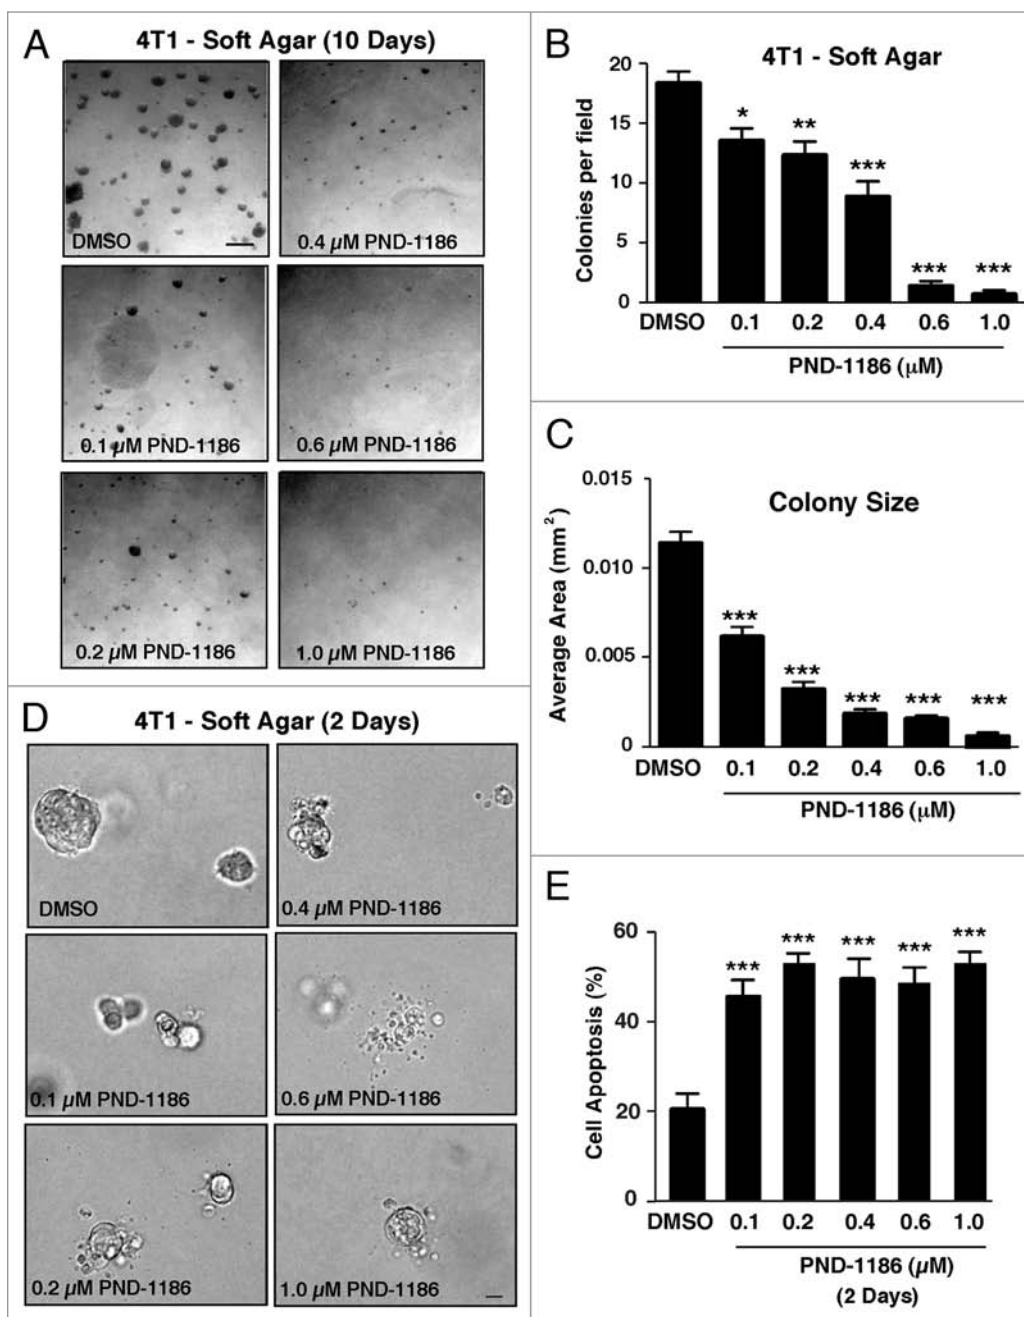 A
4T1 - Soft Agar (10 Days)
DMSO
0.4 µM PND-1186
0.1 µM PND-1186
0.6 µM PND-1186
0.2 µM PND-1186
1.0 µM PND-1186
B
4T1 - Soft Agar
Colonies per field
20
15
10
5
0
*
**
***
***
***
DMSO
0.1
0.2
0.4
0.6
1.0
PND-1186 (µM)
C
Colony Size
Average Area (mm²)
0.015
0.010
0.005
0
***
***
***
***
***
DMSO
0.1
0.2
0.4
0.6
1.0
PND-1186 (µM)
D
4T1 - Soft Agar (2 Days)
DMSO
0.4 µM PND-1186
0.1 µM PND-1186
0.6 µM PND-1186
0.2 µM PND-1186
1.0 µM PND-1186
E
Cell Apoptosis (%)
60
40
20
0
***
***
***
***
***
DMSO
0.1
0.2
0.4
0.6
1.0
PND-1186 (µM)
(2 Days)